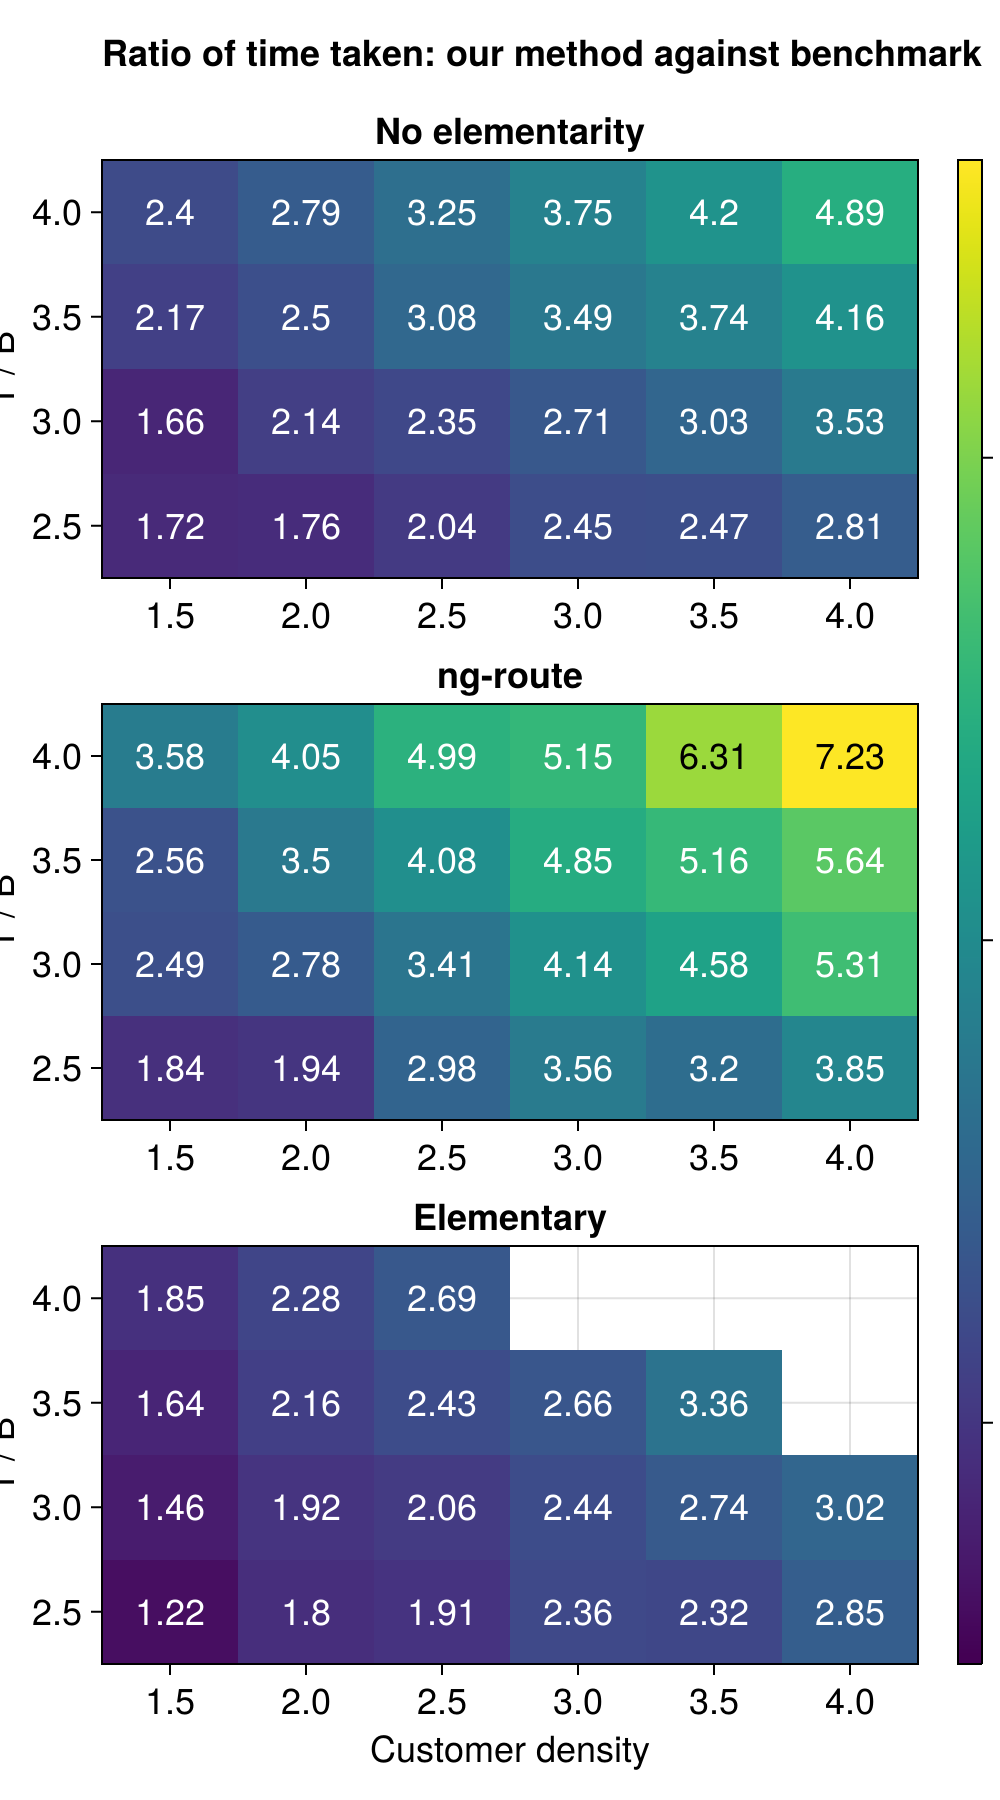 Ratio of time taken: our method against benchmark
No elementarity
4.0 2.4 2.79 3.25 3.75 4.2 4.89
3.5 2.17 2.5 3.08 3.49 3.74 4.16
3.0 1.66 2.14 2.35 2.71 3.03 3.53
2.5 1.72 1.76 2.04 2.45 2.47 2.81
1.5 2.0 2.5 3.0 3.5 4.0
ng-route
4.0 3.58 4.05 4.99 5.15 6.31 7.23
3.5 2.56 3.5 4.08 4.85 5.16 5.64
3.0 2.49 2.78 3.41 4.14 4.58 5.31
2.5 1.84 1.94 2.98 3.56 3.2 3.85
1.5 2.0 2.5 3.0 3.5 4.0
Elementary
4.0 1.85 2.28 2.69
3.5 1.64 2.16 2.43 2.66 3.36
3.0 1.46 1.92 2.06 2.44 2.74 3.02
2.5 1.22 1.8 1.91 2.36 2.32 2.85
1.5 2.0 2.5 3.0 3.5 4.0
Customer density